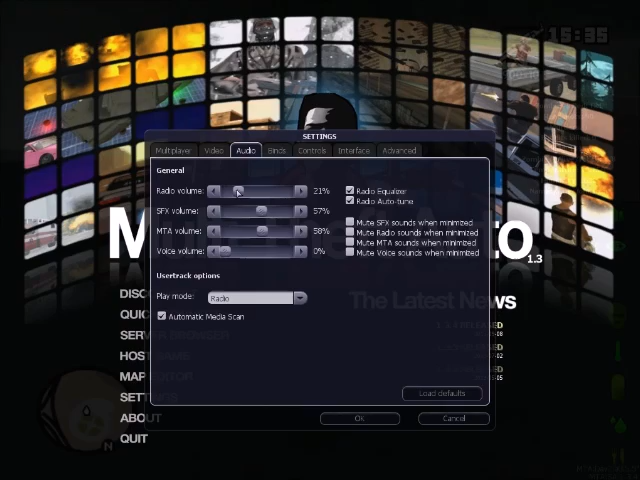 15:35
SETTINGS
Multiplayer Video Audio Binds Controls Interface Advanced
General
Radio volume: 21% Radio Equalizer
Radio Auto-tune
SFX volume: 57%
Mute SFX sounds when minimized
MTA volume: 58% Mute Radio sounds when minimized
Mute MTA sounds when minimized
Voice volume: 0% Mute Voice sounds when minimized
1.3
Usertrack options
Play mode: Radio
The Latest News
Automatic Media Scan
HOST
MAP
ABOUT
QUIT
Load defaults
OK Cancel
N